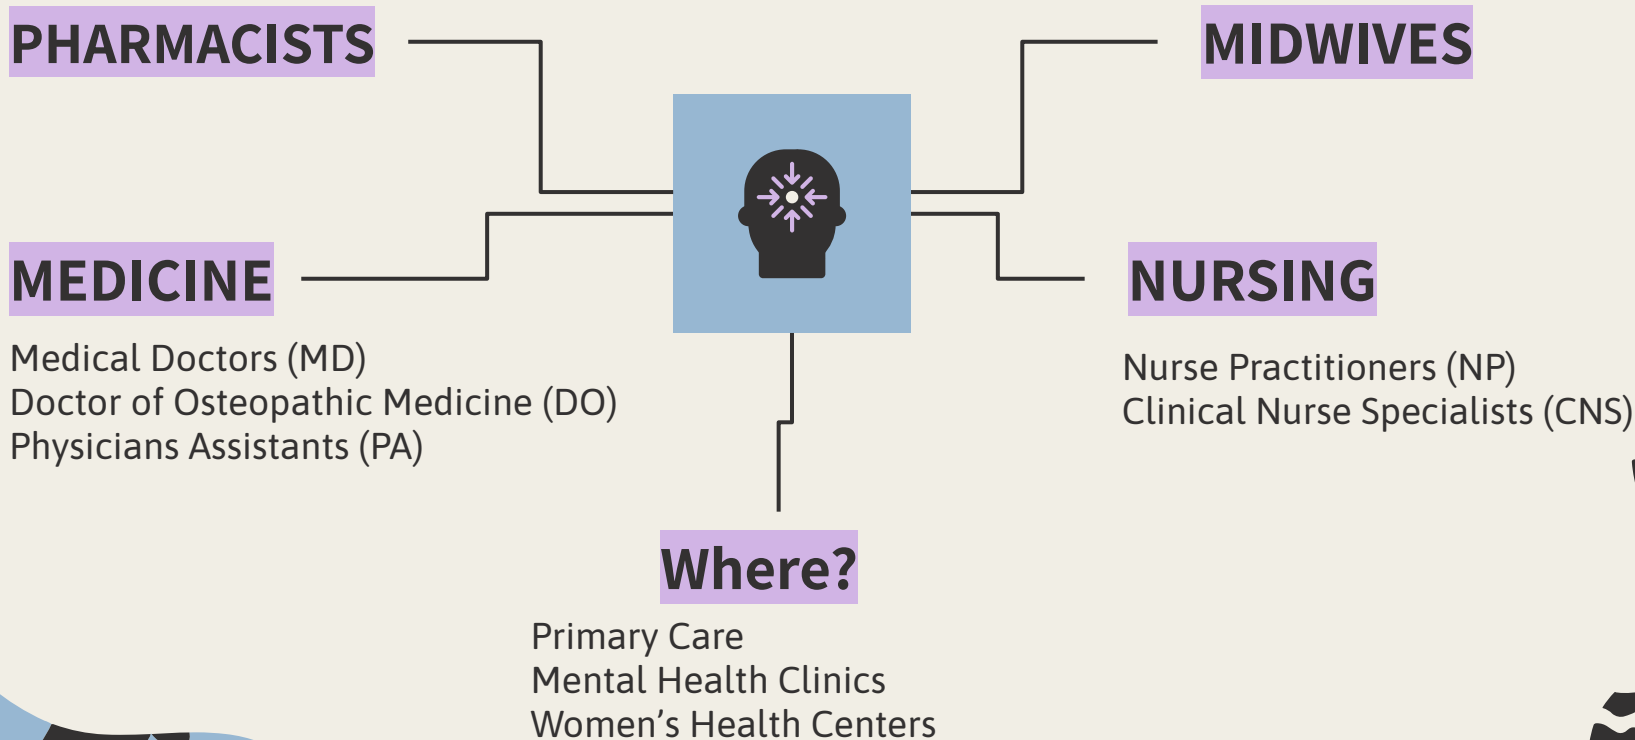 PHARMACISTS
MIDWIVES
MEDICINE
Medical Doctors (MD)
Doctor of Osteopathic Medicine (DO)
Physicians Assistants (PA)
NURSING
Nurse Practitioners (NP)
Clinical Nurse Specialists (CNS)
Where?
Primary Care
Mental Health Clinics
Women’s Health Centers